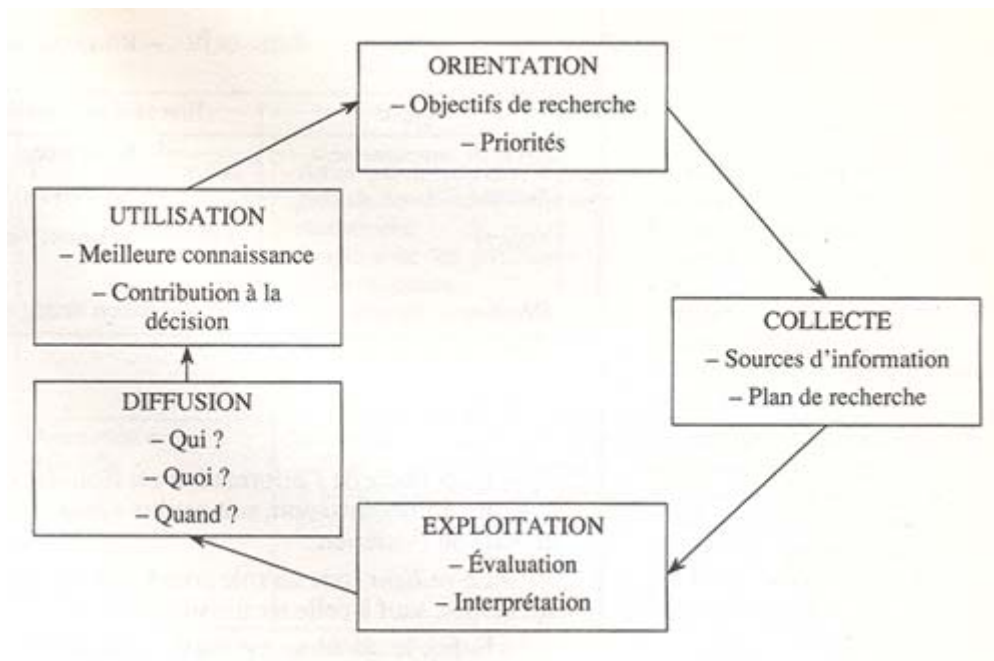 ORIENTATION
– Objectifs de recherche
– Priorités
COLLECTE
– Sources d'information
– Plan de recherche
EXPLOITATION
– Évaluation
– Interprétation
DIFFUSION
– Qui ?
– Quoi ?
– Quand ?
UTILISATION
– Meilleure connaissance
– Contribution à la
décision